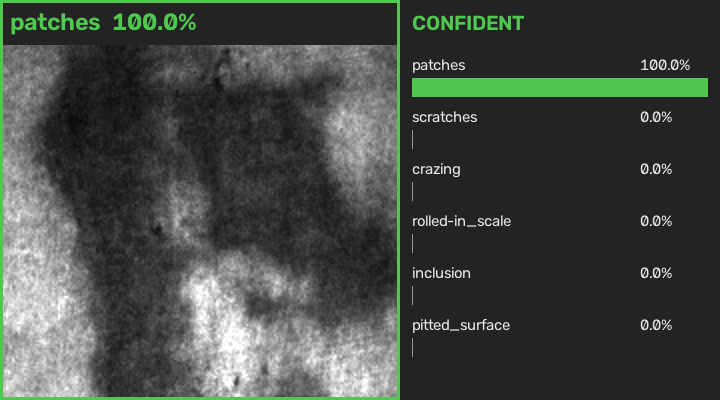 patches 100.0%
CONFIDENT
patches 100.0%
scratches 0.0%
crazing 0.0%
rolled-in_scale 0.0%
inclusion 0.0%
pitted_surface 0.0%